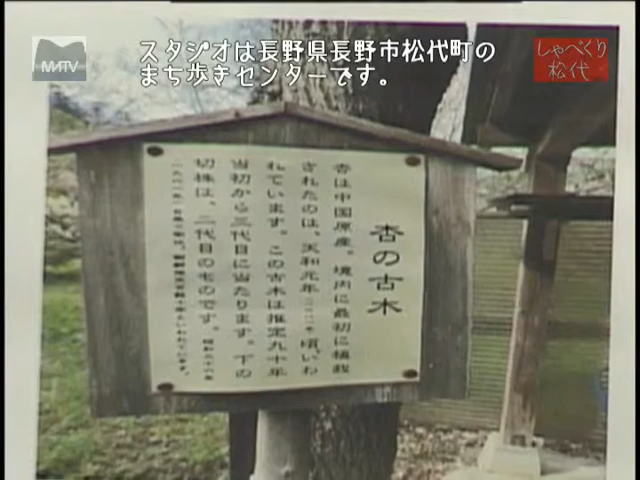 MATV
スタジオは長野県長野市松代町の
まち歩きセンターです。
しゃべくり
松代
杏の古木
杏は中国原産。境内に最初に植栽
されたのは、天和元年
頃、いわ
れています。この古木は推定九十年
当初から三代目に当たります。下の
切株は、二代目のものです。